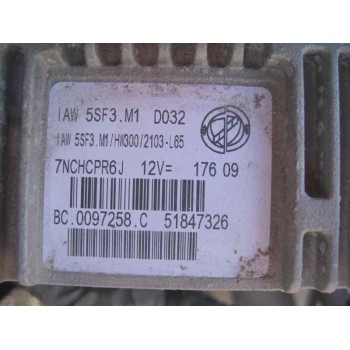 IAW 5SF3.M1 D032
IAW 5SF3.M1/HW300/2103-L65
7NCHCPR6J 12V= 176 09
BC.0097258.C 51847326